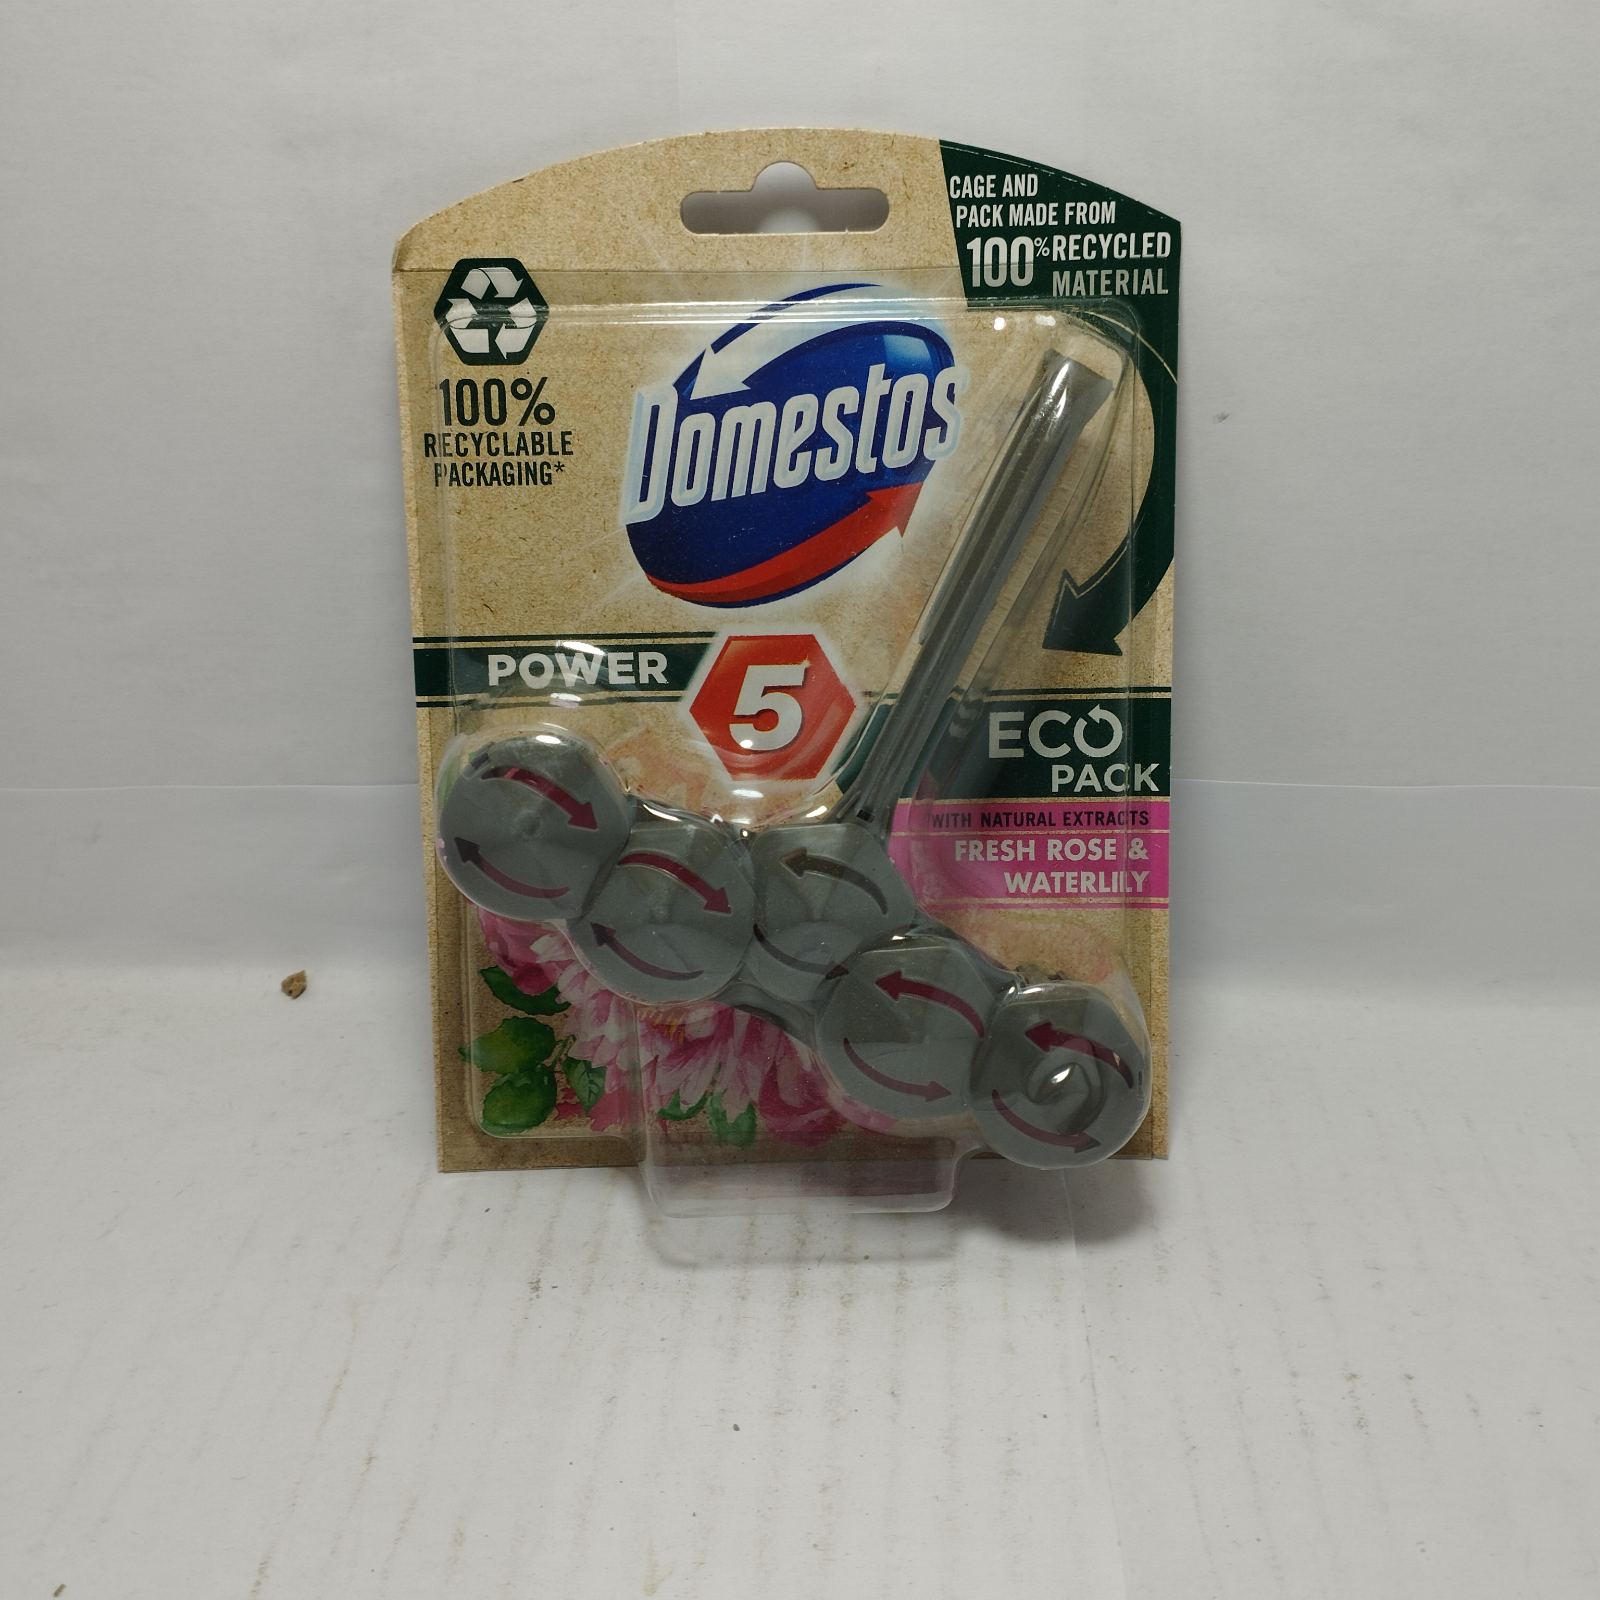 CAGE AND
PACK MADE FROM
100% RECYCLED
MATERIAL
100%
RECYCLABLE
PACKAGING*
Domestos
POWER
5
ECO
PACK
WITH NATURAL EXTRACTS
FRESH ROSE &
WATERLILY